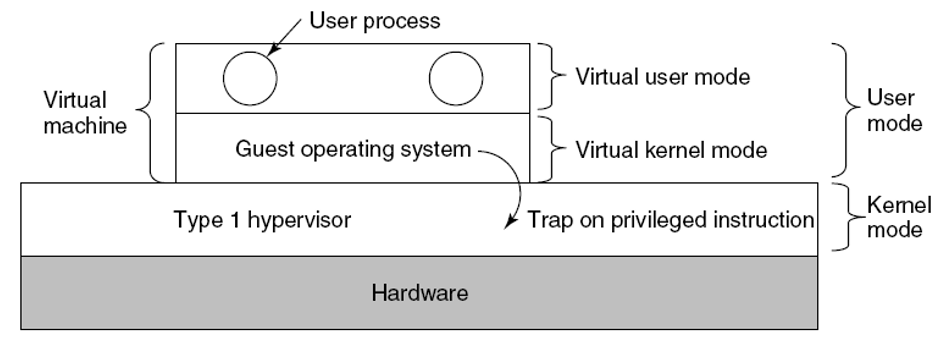 User process
Virtual
machine
Virtual user mode
User
mode
Guest operating system
Virtual kernel mode
Type 1 hypervisor
Trap on privileged instruction
Kernel
mode
Hardware